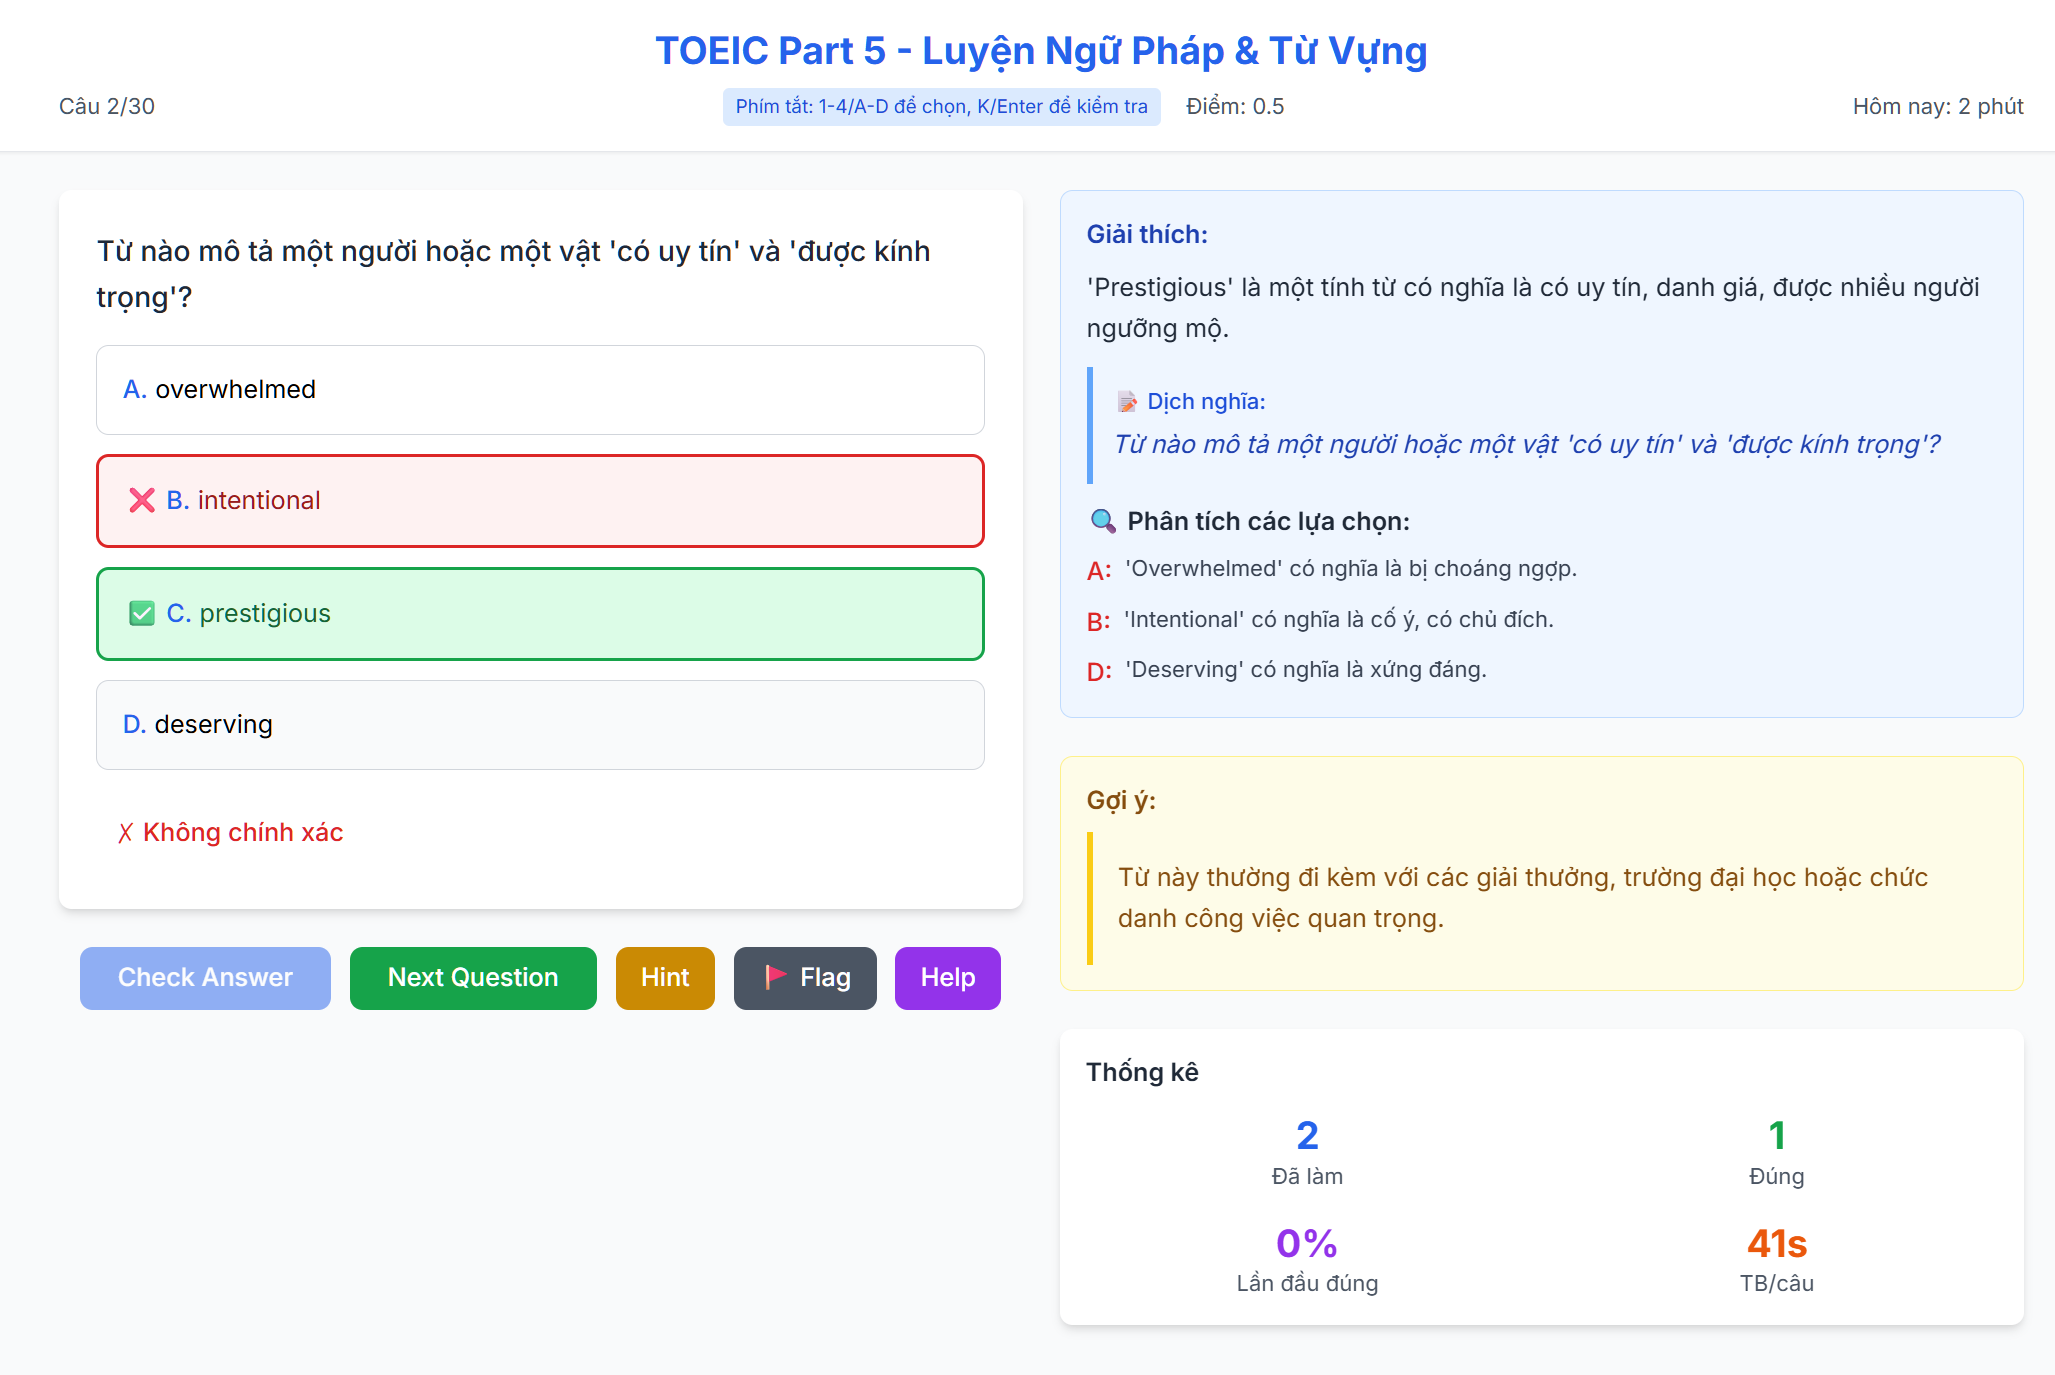 TOEIC Part 5 - Luyện Ngữ Pháp & Từ Vựng
Câu 2/30
Phím tắt: 1-4/A-D để chọn, K/Enter để kiểm tra
Điểm: 0.5
Hôm nay: 2 phút
Từ nào mô tả một người hoặc một vật 'có uy tín' và 'được kính
trọng'?
A. overwhelmed
❌ B. intentional
✅ C. prestigious
D. deserving
✗ Không chính xác
Check Answer
Next Question
Hint
🚩 Flag
Help
Giải thích:
'Prestigious' là một tính từ có nghĩa là có uy tín, danh giá, được nhiều người
ngưỡng mộ.
📝 Dịch nghĩa:
Từ nào mô tả một người hoặc một vật 'có uy tín' và 'được kính trọng'?
🔍 Phân tích các lựa chọn:
A: 'Overwhelmed' có nghĩa là bị choáng ngợp.
B: 'Intentional' có nghĩa là cố ý, có chủ đích.
D: 'Deserving' có nghĩa là xứng đáng.
Gợi ý:
Từ này thường đi kèm với các giải thưởng, trường đại học hoặc chức
danh công việc quan trọng.
Thống kê
2
Đã làm
1
Đúng
0%
Lần đầu đúng
41s
TB/câu